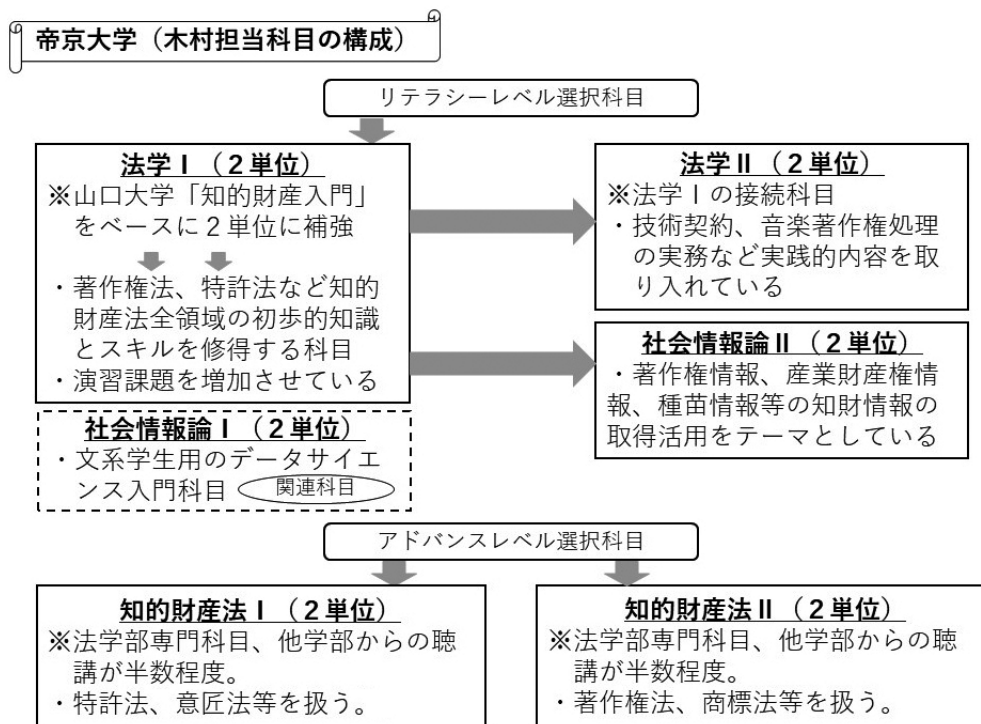 帝京大学（木村担当科目の構成）
リテラシーレベル選択科目
法学Ⅰ（２単位）
※山口大学「知的財産入門」
をベースに２単位に補強
・著作権法、特許法など知的
財産法全領域の初歩的知識
とスキルを修得する科目
・演習課題を増加させている
法学Ⅱ（２単位）
※法学Ⅰの接続科目
・技術契約、音楽著作権処理
の実務など実践的内容を取
り入れている
社会情報論Ⅱ（２単位）
・著作権情報、産業財産権情
報、種苗情報等の知財情報の
取得活用をテーマとしている
社会情報論Ⅰ（２単位）
・文系学生用のデータサイエ
ンス入門科目
関連科目
アドバンスレベル選択科目
知的財産法Ⅰ（２単位）
※法学部専門科目、他学部からの聴
講が半数程度。
・特許法、意匠法等を扱う。
知的財産法Ⅱ（２単位）
※法学部専門科目、他学部からの聴
講が半数程度。
・著作権法、商標法等を扱う。